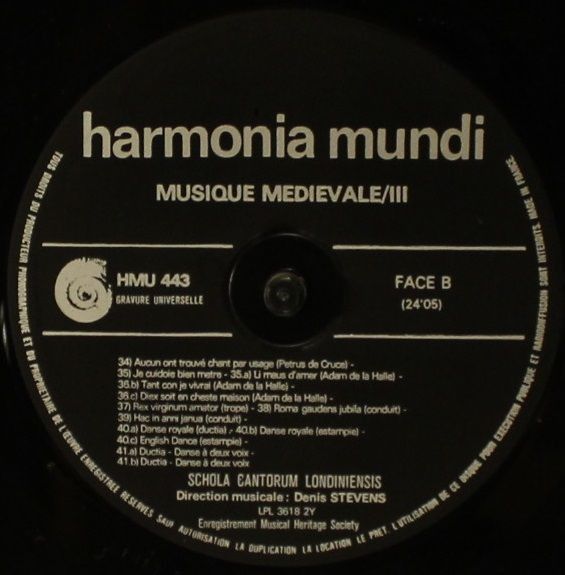 harmonia mundi
MUSIQUE MEDIEVALE/III
HMU 443
GRAVURE UNIVERSELLE
FACE B
(24'05)
34) Aucun ont trouvé chant par usage (Petrus de Cruce) -
35) Je cuidois bien metre - 35.a) Li maus d'amer (Adam de la Halle) -
36.b) Tant con je vivrai (Adam de la Halle) -
36.c) Diex soit en cheste maison (Adam de la Halle) -
37) Rex virginum amator (trope) - 38) Roma gaudens jubila (conduit) -
39) Hac in anni janua (conduit) -
40.a) Danse royale (ductia) - 40.b) Danse royale (estampie) -
40.c) English Dance (estampie) -
41.a) Ductia - Danse à deux voix -
41.b) Ductia - Danse à deux voix
SCHOLA CANTORUM LONDINIENSIS
Direction musicale : Denis STEVENS
LPL 3618 2Y
Enregistrement Musical Heritage Society
TOUS DROITS DU PRODUCTEUR PHONOGRAPHIQUE ET DU PROPRIETAIRE DE L'ŒUVRE ENREGISTREE RESERVES SAUF AUTORISATION LA DUPLICATION LA LOCATION LE PRET, L'UTILISATION DE CE DISQUE POUR EXECUTION PUBLIQUE ET RADIODIFFUSION SONT INTERDITS. MADE IN FRANCE